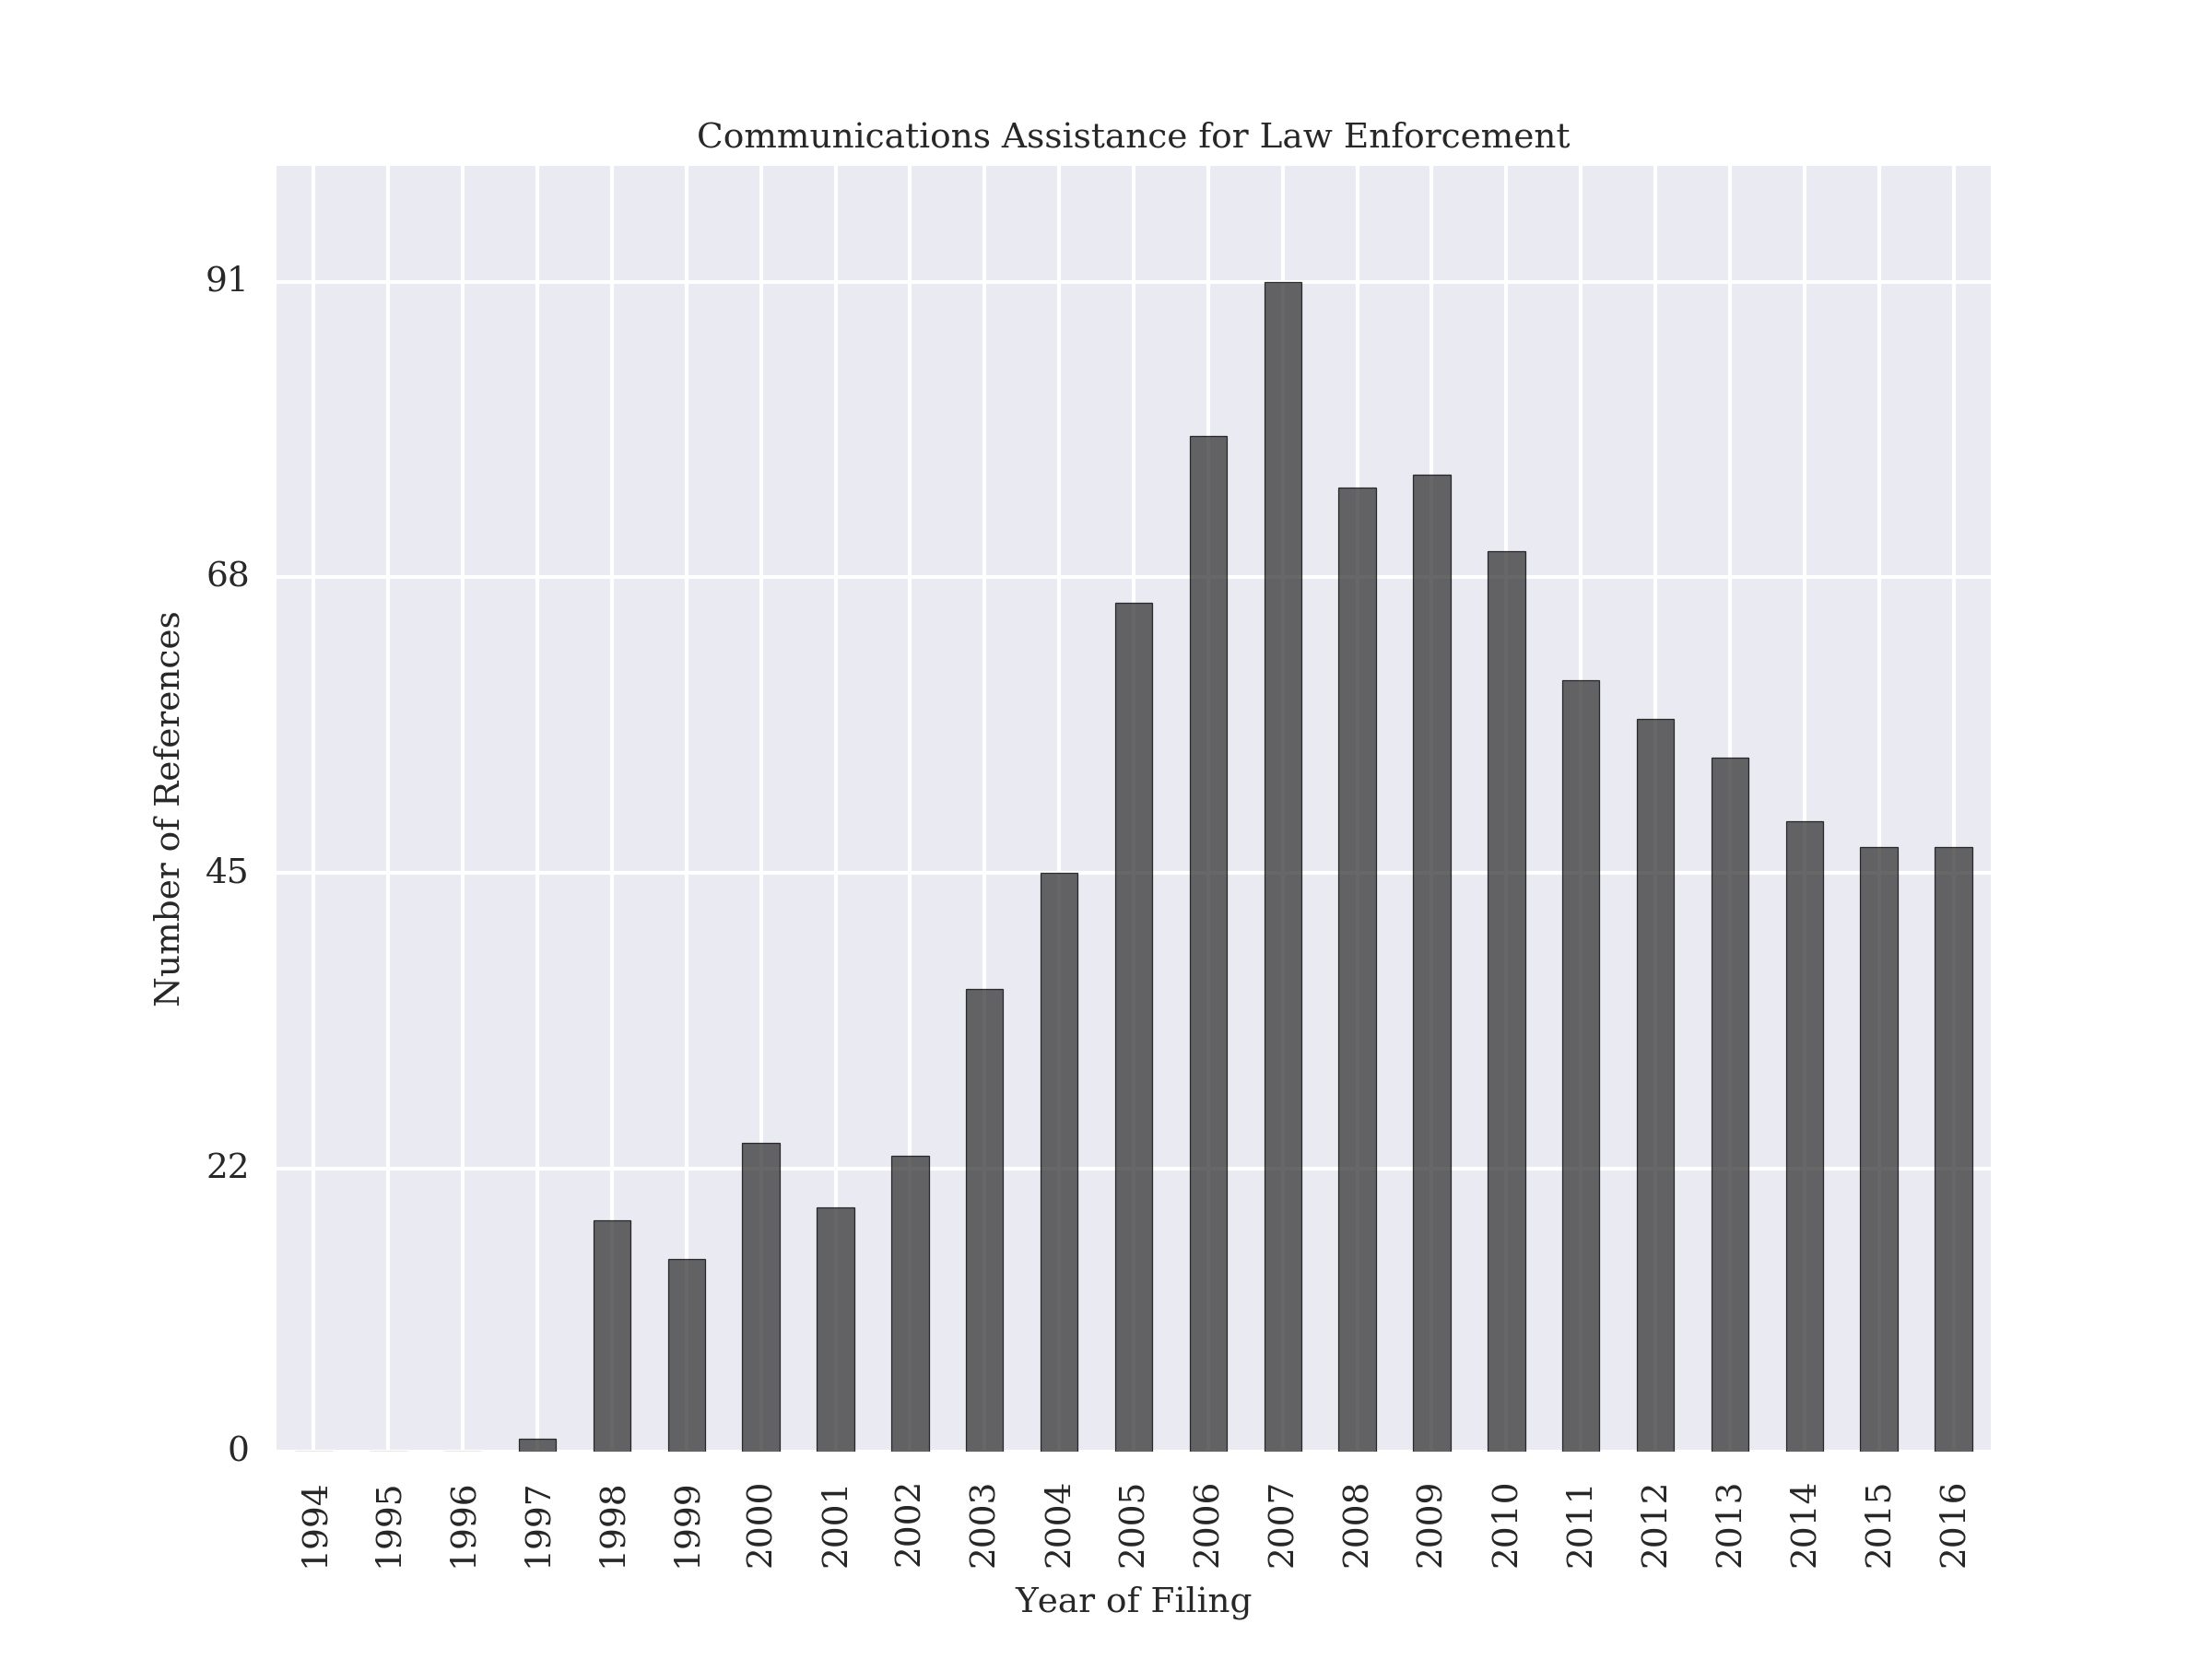 Communications Assistance for Law Enforcement
91
68
45
22
0
Number of References
1994 1995 1996 1997 1998 1999 2000 2001 2002 2003 2004 2005 2006 2007 2008 2009 2010 2011 2012 2013 2014 2015 2016
Year of Filing